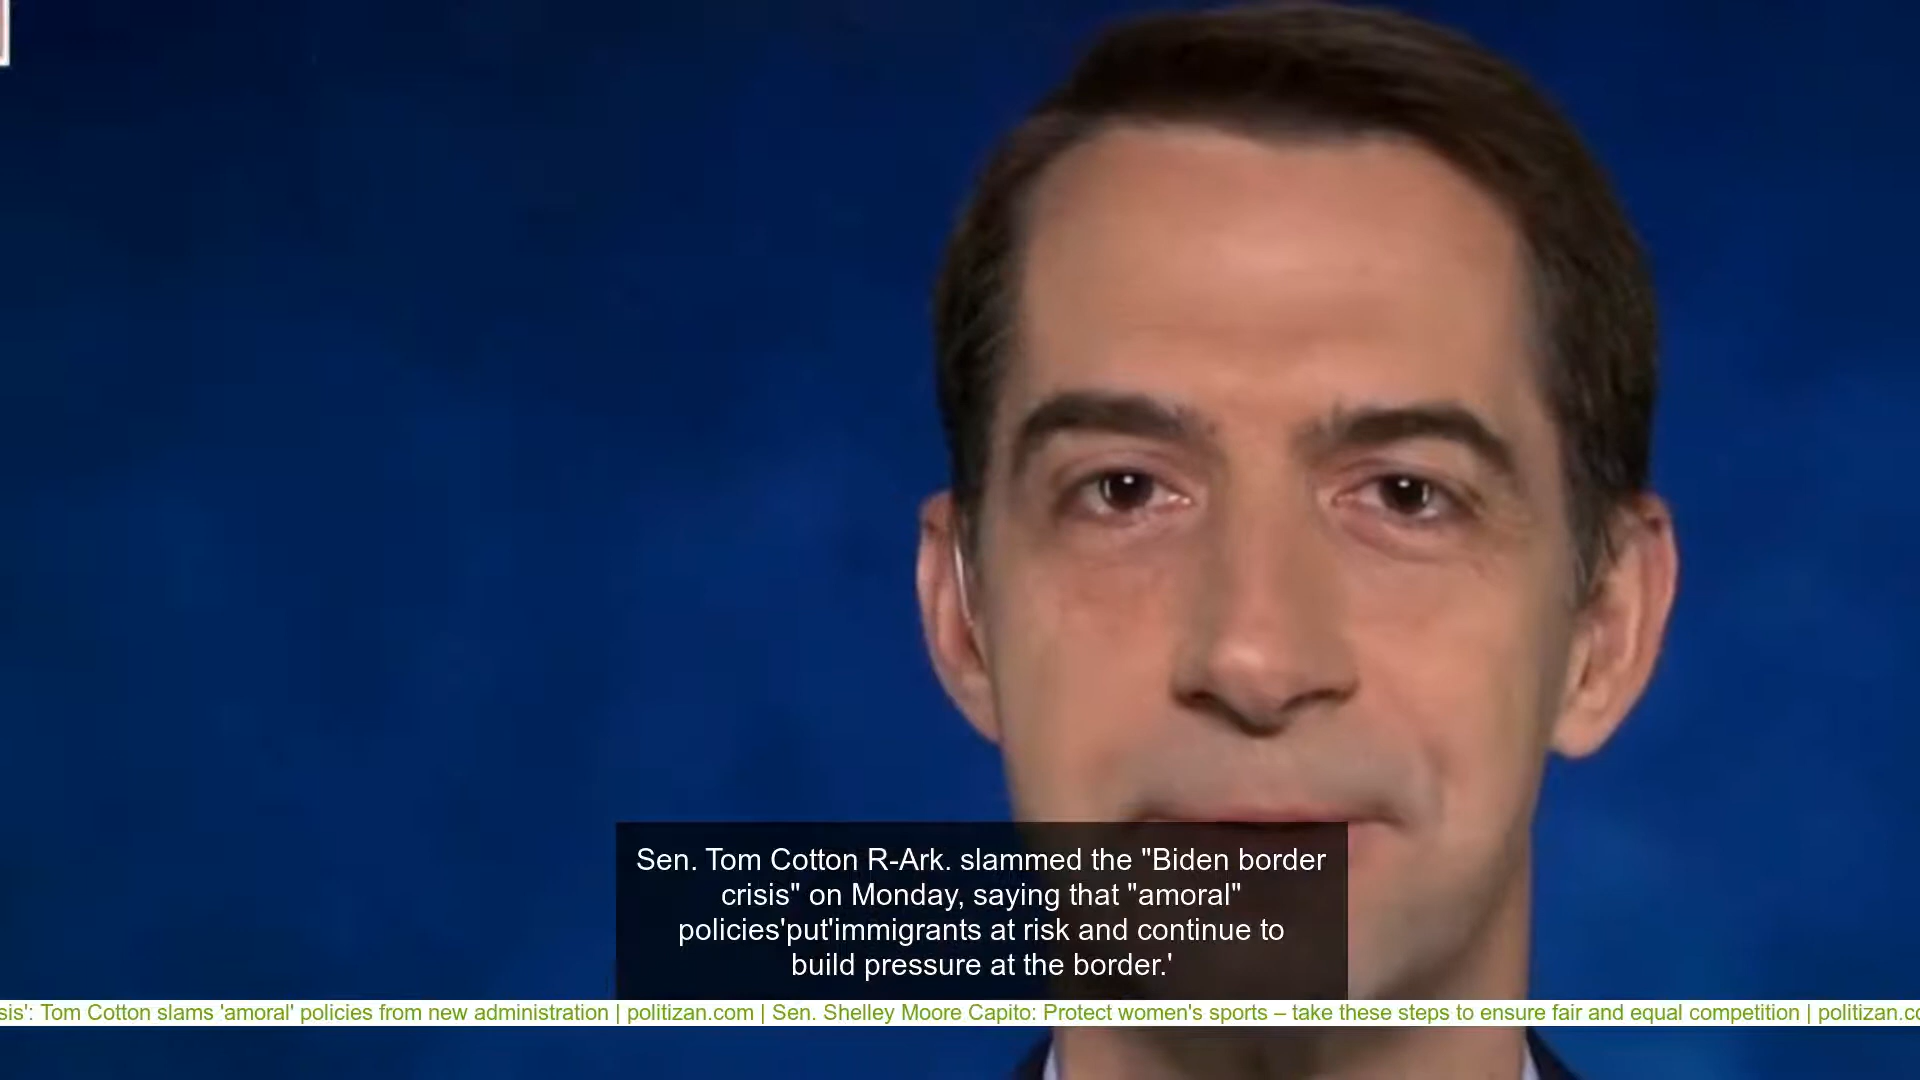 Sen. Tom Cotton R-Ark. slammed the "Biden border
crisis" on Monday, saying that "amoral"
policies'put'immigrants at risk and continue to
build pressure at the border.'
sis': Tom Cotton slams 'amoral' policies from new administration | politizan.com | Sen. Shelley Moore Capito: Protect women's sports – take these steps to ensure fair and equal competition | politizan.co